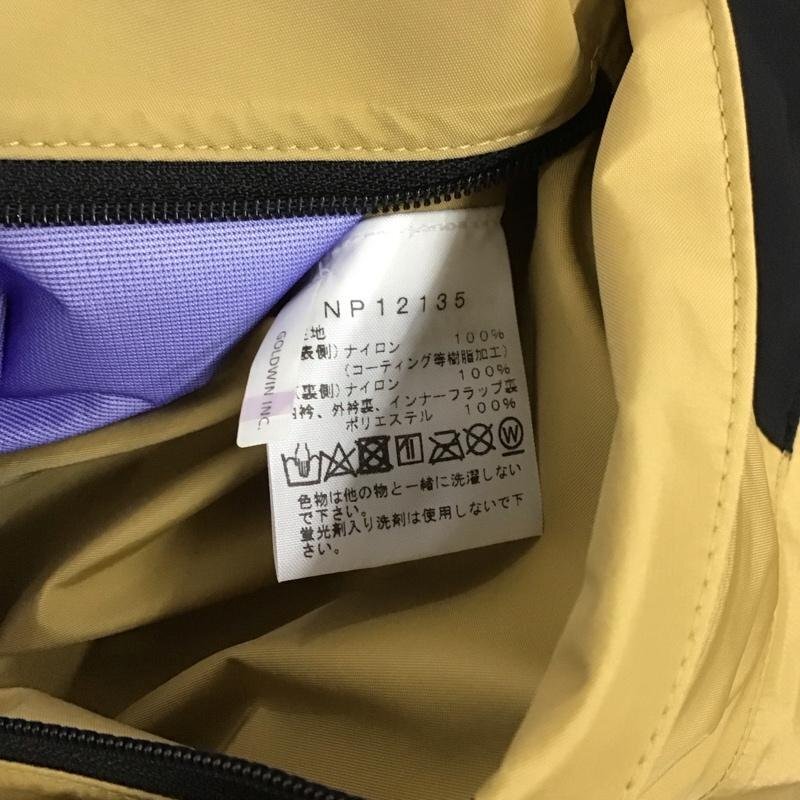 NP12135
地
表側)ナイロン 100%
(コーティング等樹脂加工)
(裏側)ナイロン 100%
衿、外衿裏、インナーフラップ裏
ポリエステル 100%
W
色物は他の物と一緒に洗濯しない
で下さい。
蛍光剤入り洗剤は使用しないで下
さい。
GOLDWIN INC.